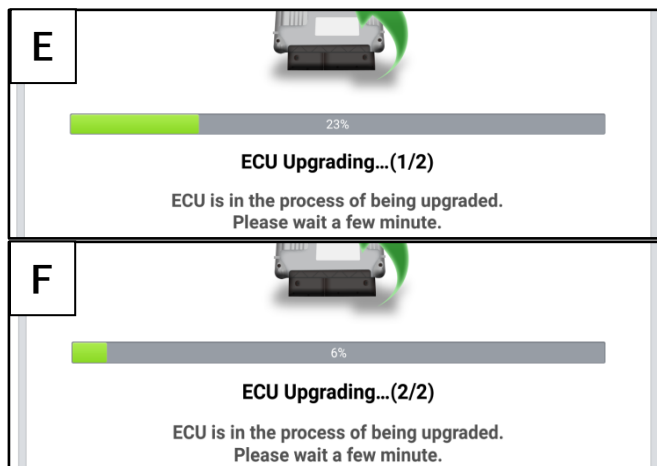 E
23%
ECU Upgrading...(1/2)
ECU is in the process of being upgraded.
Please wait a few minute.
F
6%
ECU Upgrading...(2/2)
ECU is in the process of being upgraded.
Please wait a few minute.